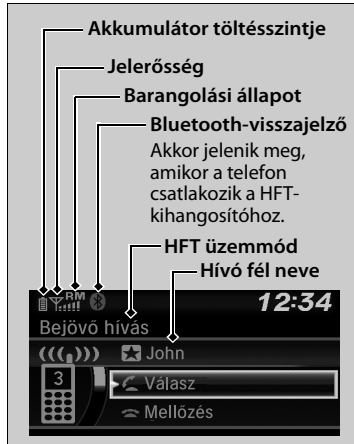 Akkumulátor töltésszintje
Jelerősség
Barangolási állapot
Bluetooth-visszajelző
Akkor jelenik meg,
amikor a telefon
csatlakozik a HFT-
kihangosítóhoz.
HFT üzemmód
Hívó fél neve
RM
12:34
Bejövő hívás
John
3
Válasz
Mellőzés